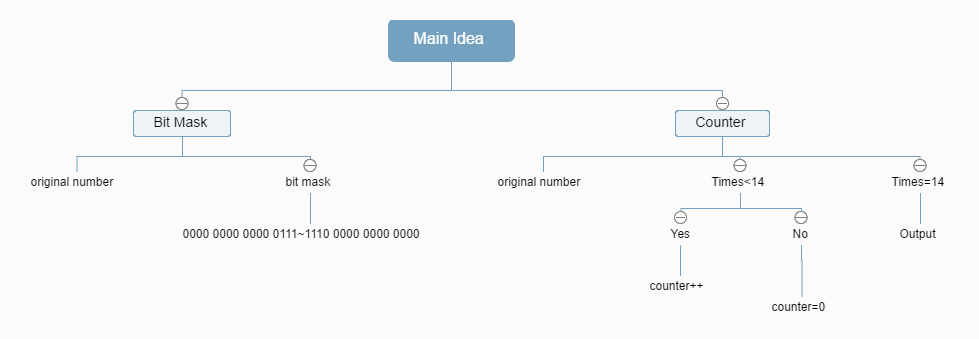 Main Idea
Bit Mask
Counter
original number
bit mask
original number
Times<14
Times=14
0000 0000 0000 0111~1110 0000 0000 0000
Yes
No
Output
counter++
counter=0